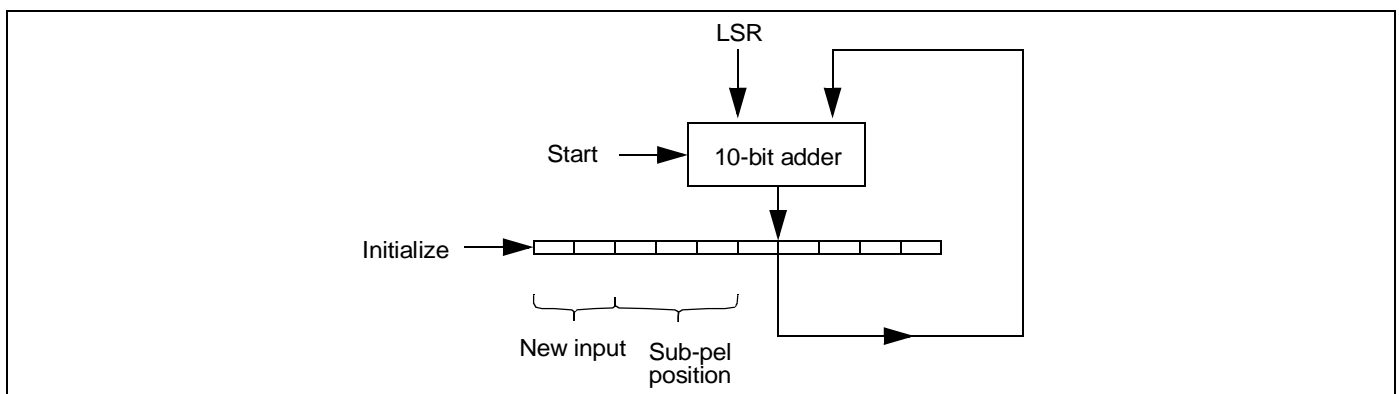 LSR
Start
10-bit adder
Initialize
New input
Sub-pel
position